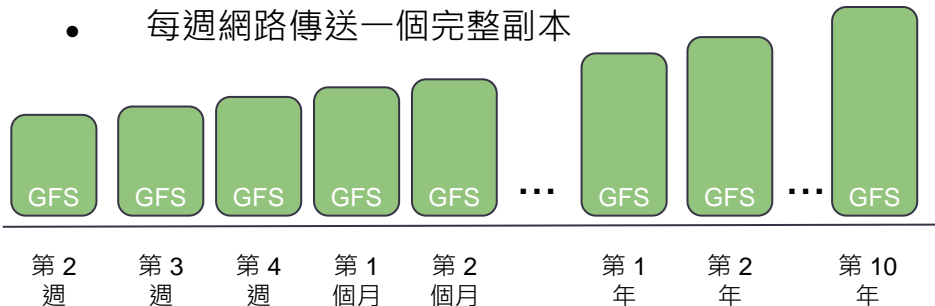 • 每週網路傳送一個完整副本
GFS GFS GFS GFS GFS ... GFS GFS ... GFS
第 2 第 3 第 4 第 1 第 2 第 1 第 2 第 10
週 週 週 個月 個月 年 年 年